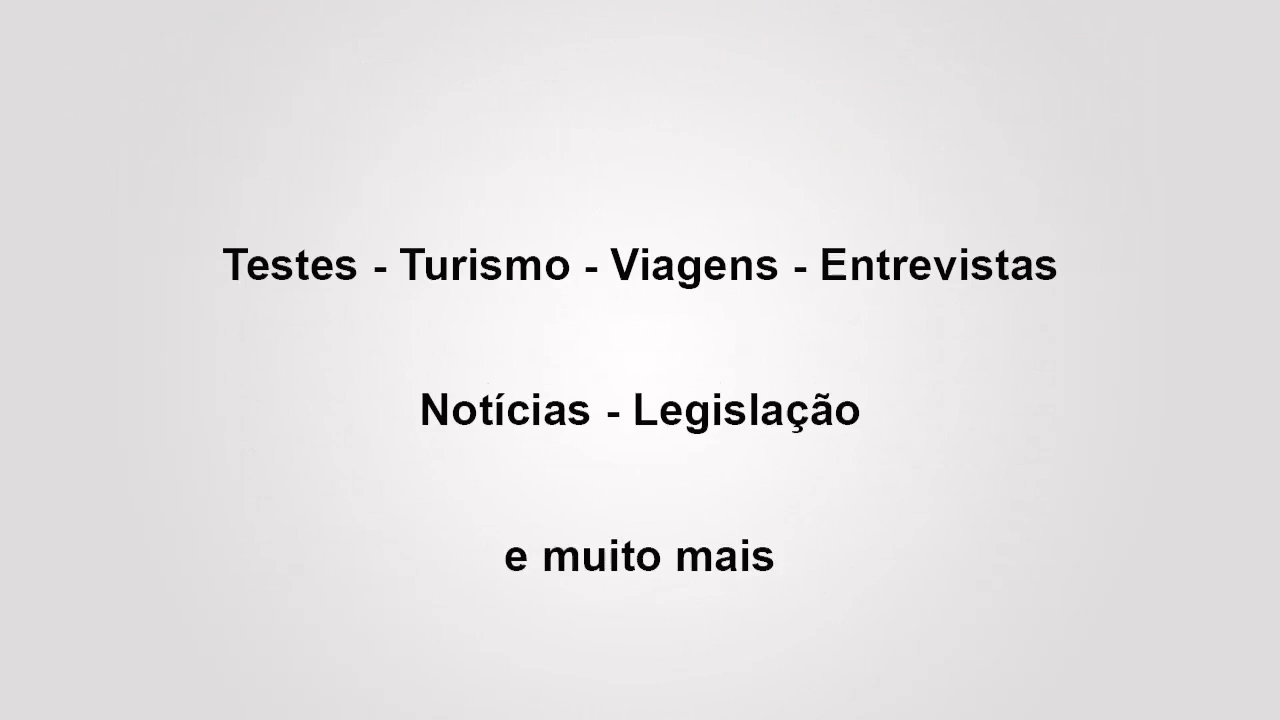 Testes - Turismo - Viagens - Entrevistas
Notícias - Legislação
e muito mais